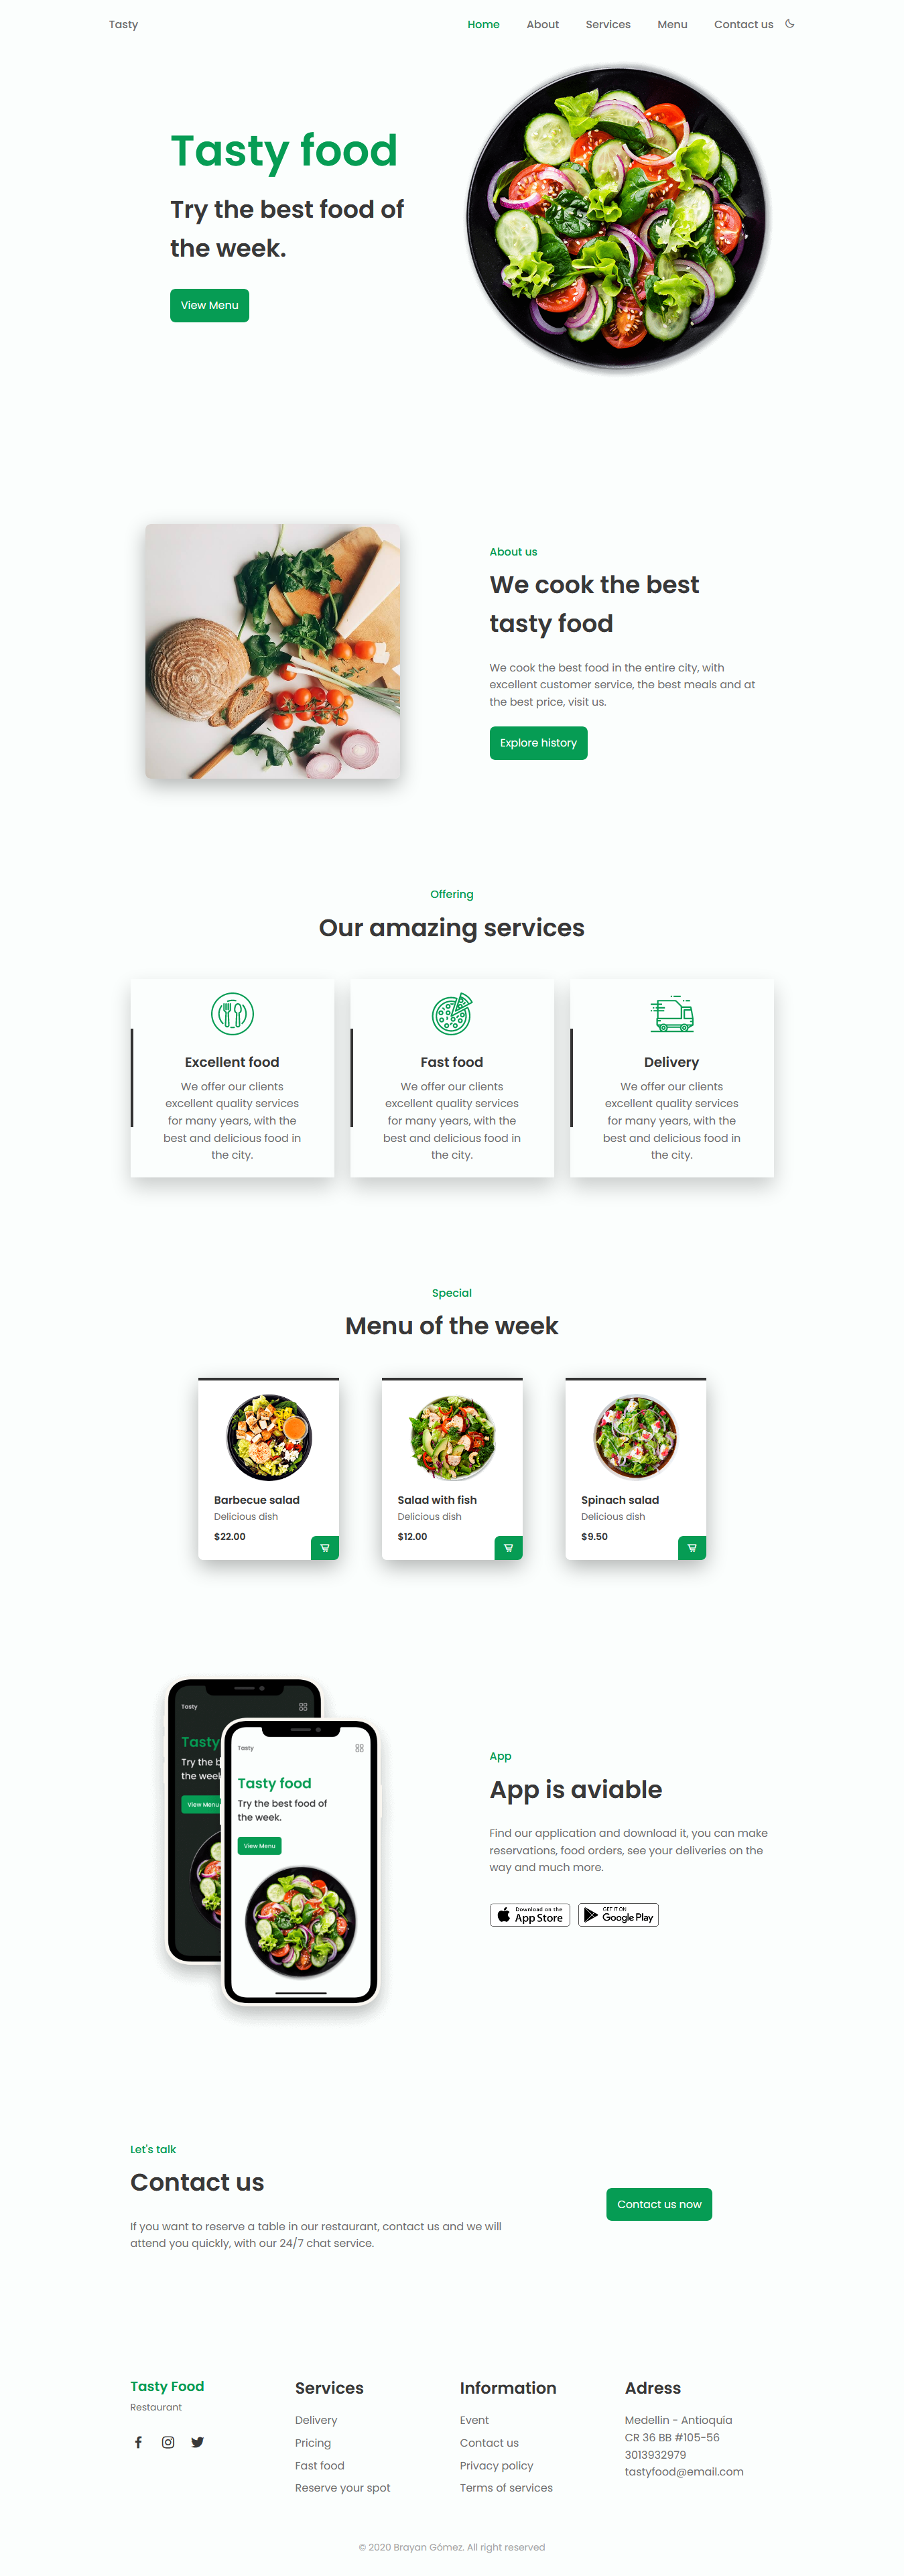 Tasty
Home About Services Menu Contact us
Tasty food
Try the best food of
the week.
View Menu
About us
We cook the best
tasty food
We cook the best food in the entire city, with
excellent customer service, the best meals and at
the best price, visit us.
Explore history
Offering
Our amazing services
Excellent food
We offer our clients
excellent quality services
for many years, with the
best and delicious food in
the city.
Fast food
We offer our clients
excellent quality services
for many years, with the
best and delicious food in
the city.
Delivery
We offer our clients
excellent quality services
for many years, with the
best and delicious food in
the city.
Special
Menu of the week
Barbecue salad
Delicious dish
$22.00
Salad with fish
Delicious dish
$12.00
Spinach salad
Delicious dish
$9.50
Tasty
Tasty
Try the b
the week
View Menu
Tasty
Tasty food
Try the best food of
the week.
View Menu
App
App is aviable
Find our application and download it, you can make
reservations, food orders, see your deliveries on the
way and much more.
Download on the
App Store
GET IT ON
Google Play
Let's talk
Contact us
If you want to reserve a table in our restaurant, contact us and we will
attend you quickly, with our 24/7 chat service.
Contact us now
Tasty Food
Restaurant
Services
Delivery
Pricing
Fast food
Reserve your spot
Information
Event
Contact us
Privacy policy
Terms of services
Adress
Medellin - Antioquía
CR 36 BB #105-56
3013932979
tastyfood@email.com
© 2020 Brayan Gómez. All right reserved